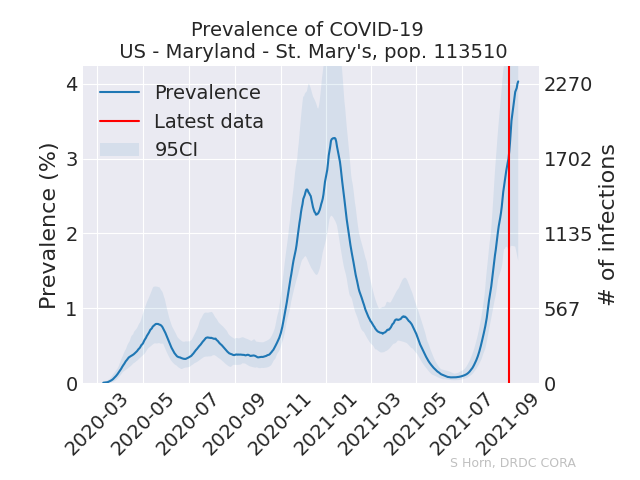 Prevalence of COVID-19
US - Maryland - St. Mary's, pop. 113510
Prevalence
Latest data
95CI
Prevalence (%)
4
3
2
1
0
2270
1702
1135
567
0
# of infections
2020-03
2020-05
2020-07
2020-09
2020-11
2021-01
2021-03
2021-05
2021-07
2021-09
S Horn, DRDC CORA